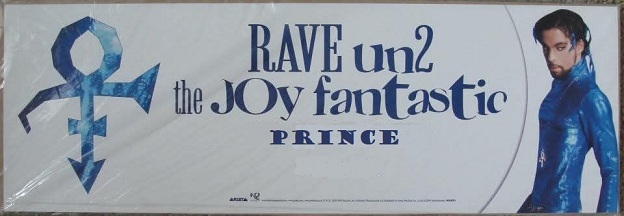 RAVE un2
the JOy fantastic
PRINCE
ARISTA